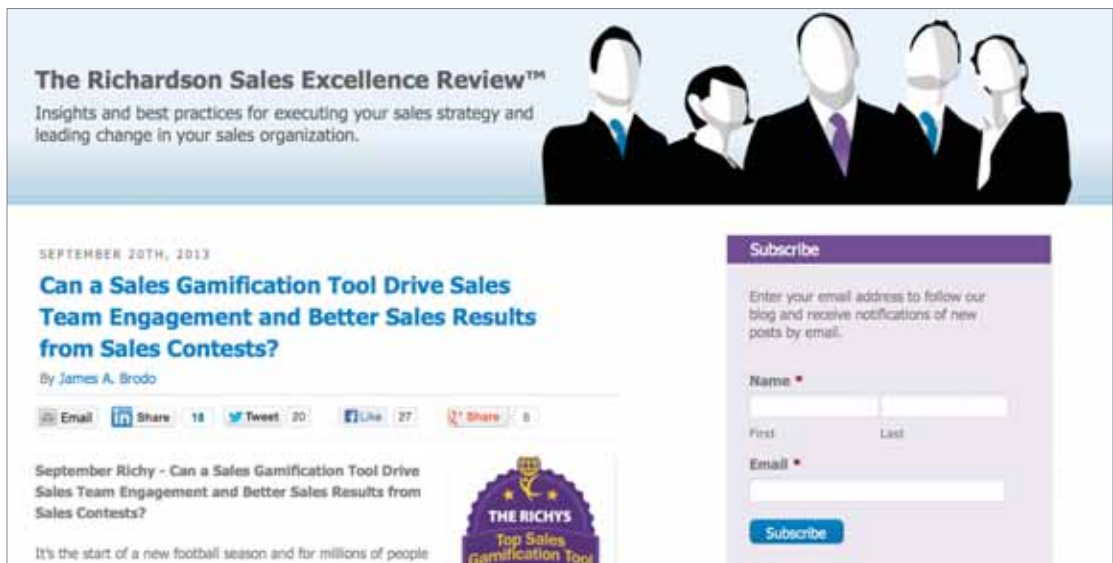 The Richardson Sales Excellence Review™
Insights and best practices for executing your sales strategy and
leading change in your sales organization.
SEPTEMBER 20TH, 2013
Can a Sales Gamification Tool Drive Sales
Team Engagement and Better Sales Results
from Sales Contests?
By James A. Brodo
Email Share 18 Tweet 20 Like 27 Share
September Richy - Can a Sales Gamification Tool Drive
Sales Team Engagement and Better Sales Results from
Sales Contests?
It's the start of a new football season and for millions of people
THE RICHYS
Top Sales
Gamification Tool
Subscribe
Enter your email address to follow our
blog and receive notifications of new
posts by email.
Name *
First Last
Email *
Subscribe